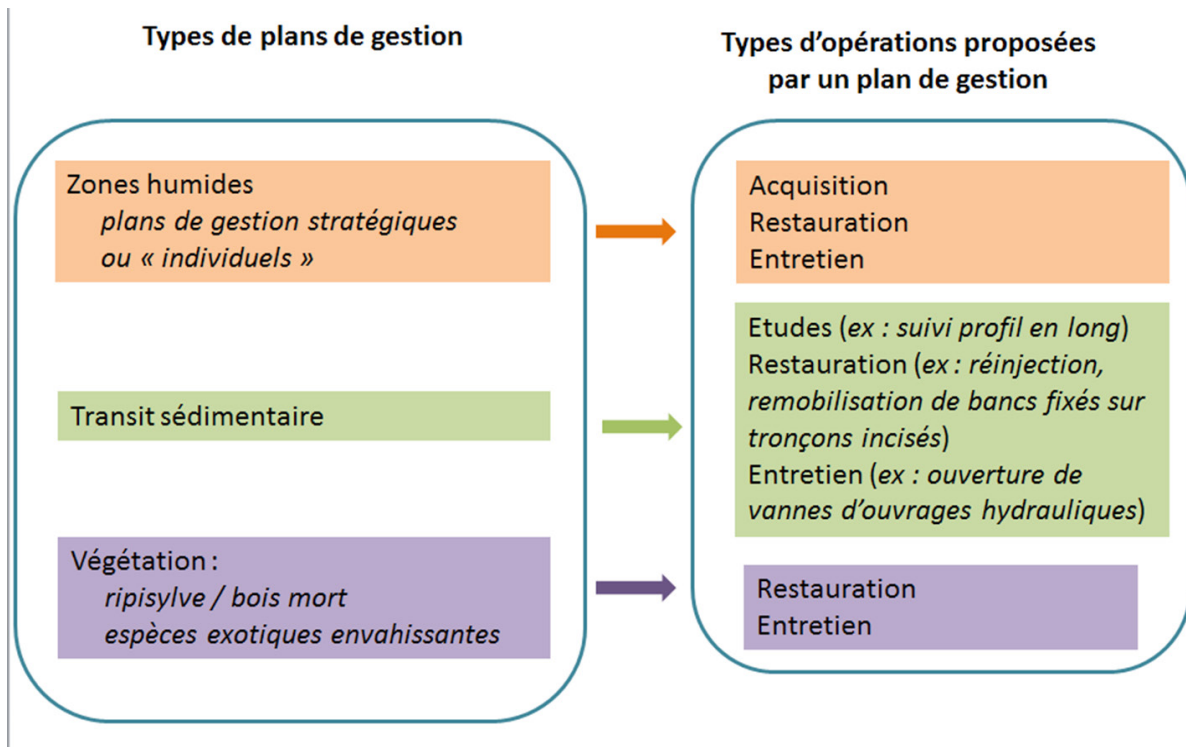 Types de plans de gestion
Types d’opérations proposées
par un plan de gestion
Zones humides
plans de gestion stratégiques
ou « individuels »
Acquisition
Restauration
Entretien
Transit sédimentaire
Etudes (ex : suivi profil en long)
Restauration (ex : réinjection,
remobilisation de bancs fixés sur
tronçons incisés)
Entretien (ex : ouverture de
vannes d’ouvrages hydrauliques)
Végétation :
ripisylve / bois mort
espèces exotiques envahissantes
Restauration
Entretien